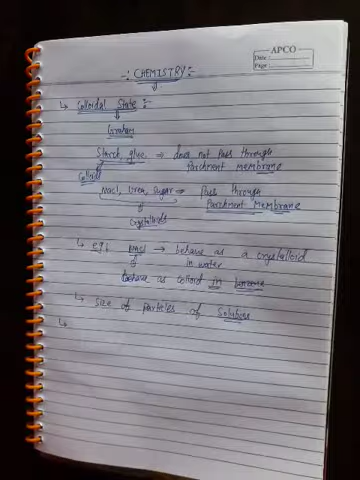 APCO
Date :
Page :
-: CHEMISTRY :-
↳ Colloidal State :-
Graham
Starch, glue ⇒ does not Pass through
Parchment membrane
Colloid
Nacl, Urea, sugar ⇒ Pass through
Parchment Membrane
Crystalloids
↳ eg; Nacl → behave as a crystalloid
in water
behave as colloid in benzene
↳ Size of particles of Solutions
↳